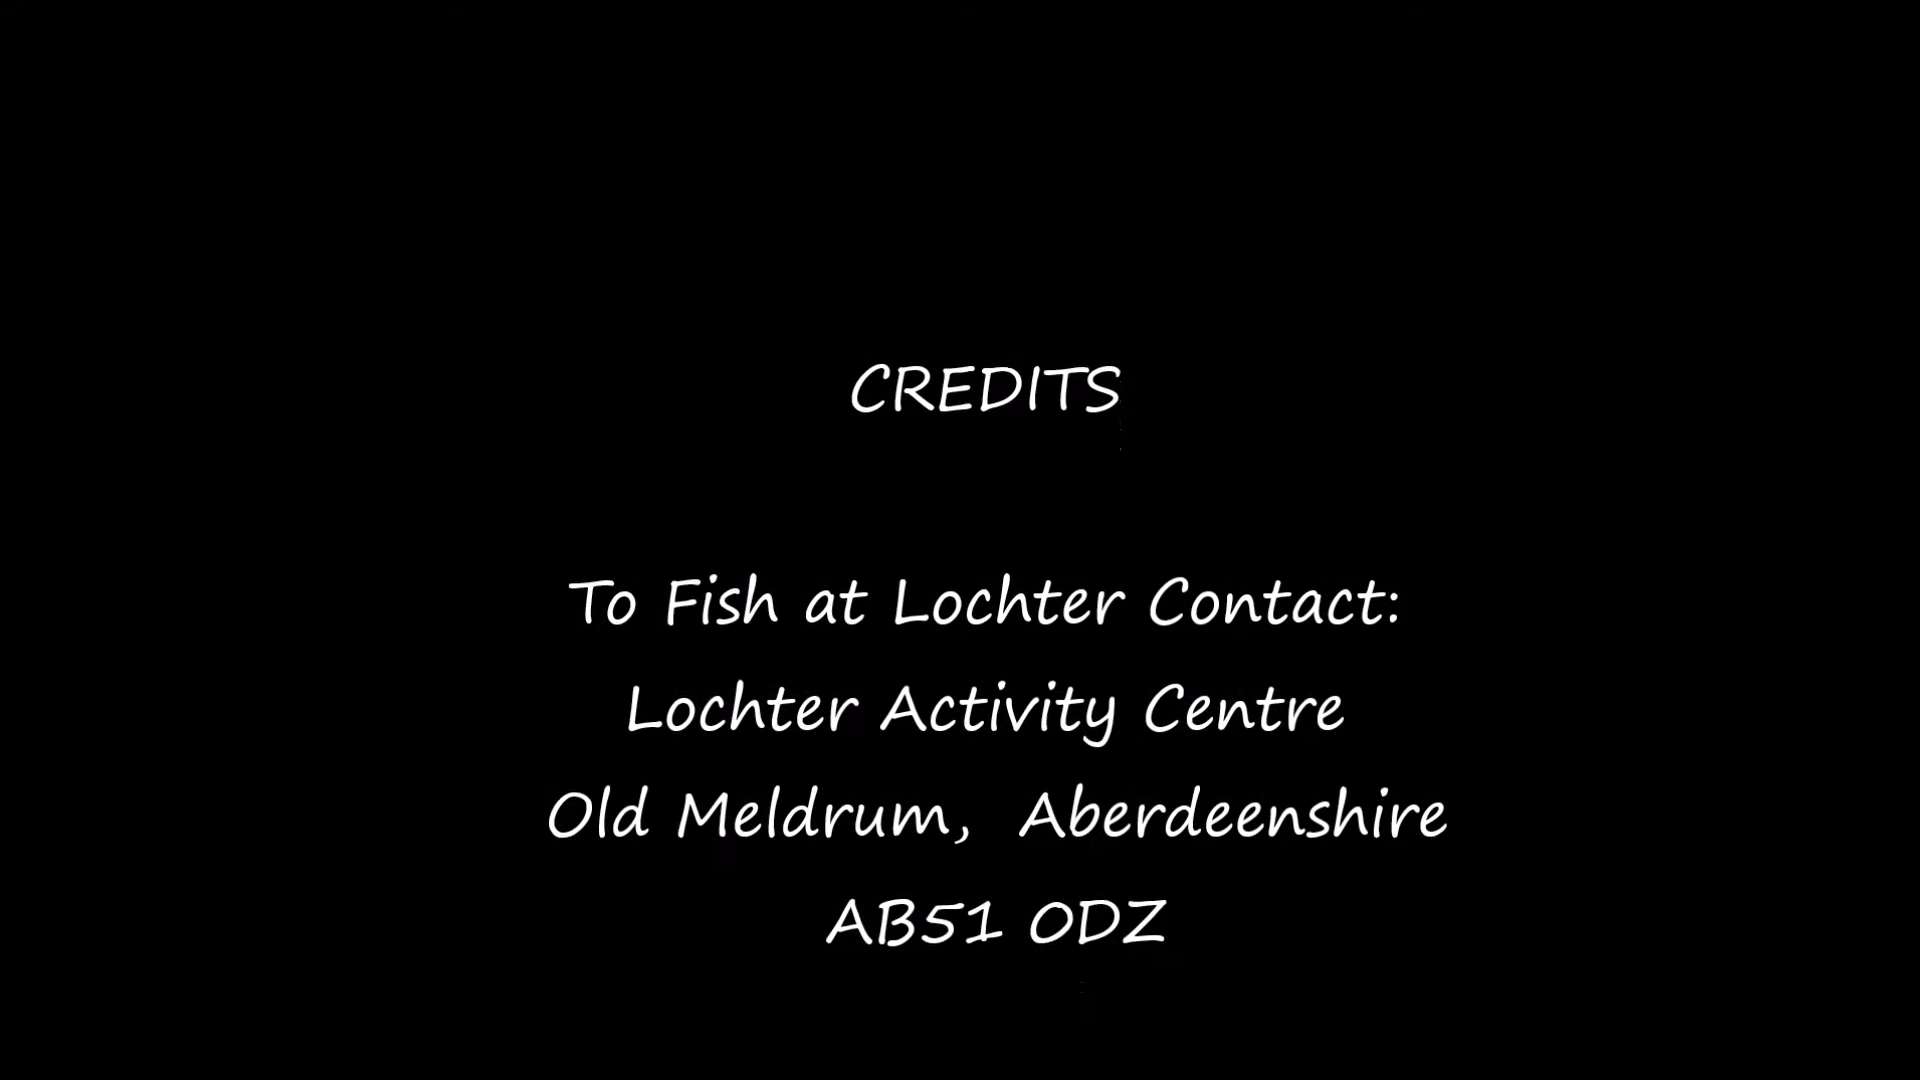 CREDITS
To Fish at Lochter Contact:
Lochter Activity Centre
Old Meldrum, Aberdeenshire
AB51 0DZ